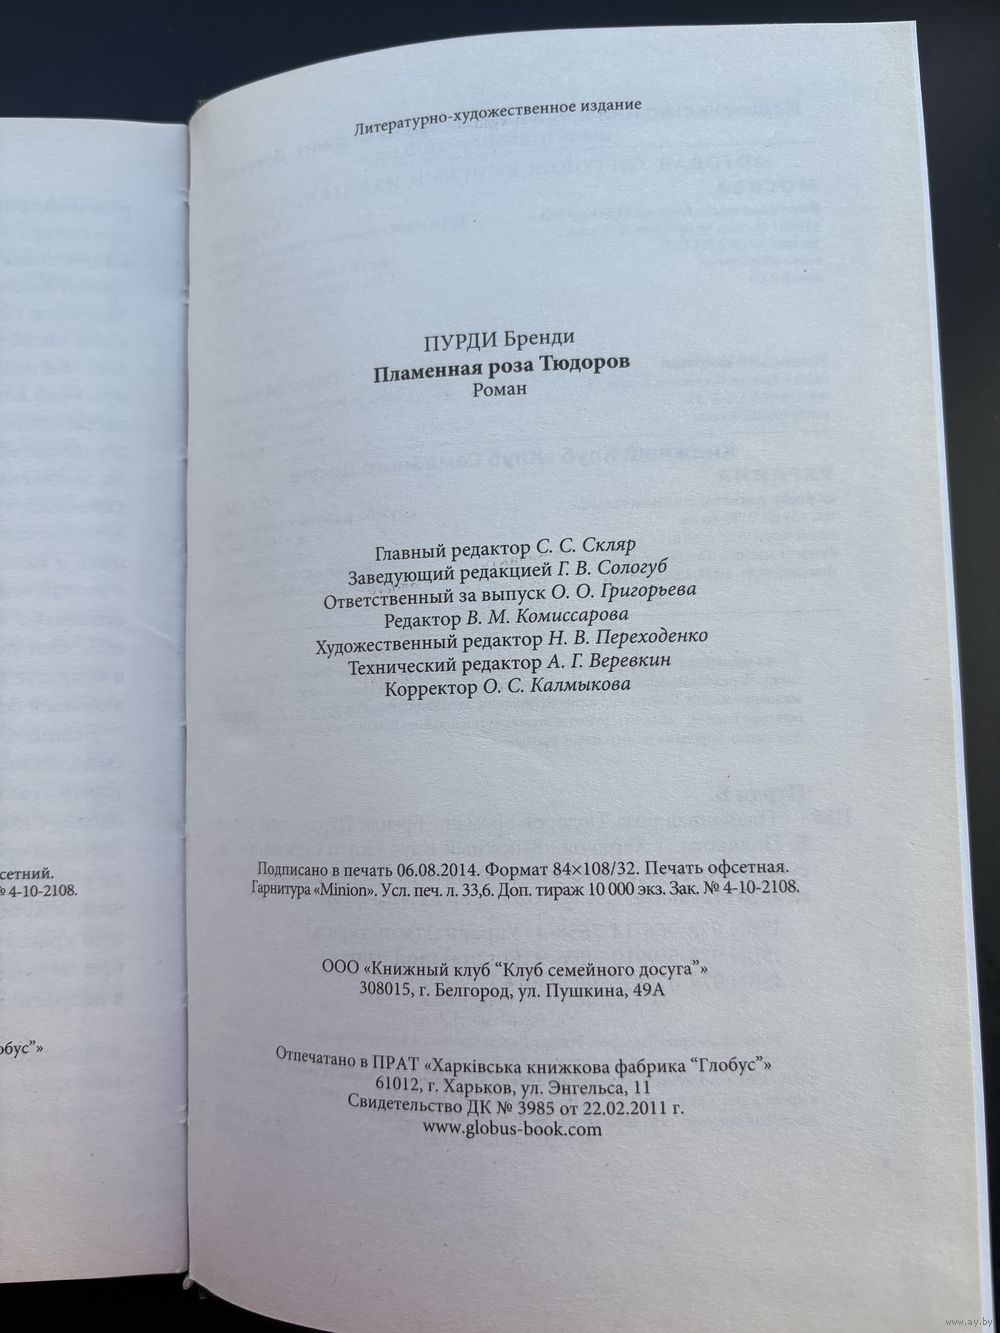 Литературно-художественное издание
ПУРДИ Бренди
Пламенная роза Тюдоров
Роман
Главный редактор С. С. Скляр
Заведующий редакцией Г. В. Сологуб
Ответственный за выпуск О. О. Григорьева
Редактор В. М. Комиссарова
Художественный редактор Н. В. Переходенко
Технический редактор А. Г. Веревкин
Корректор О. С. Калмыкова
Подписано в печать 06.08.2014. Формат 84×108/32. Печать офсетная.
Гарнитура «Minion». Усл. печ. л. 33,6. Доп. тираж 10 000 экз. Зак. № 4-10-2108.
ООО «Книжный клуб “Клуб семейного досуга”»
308015, г. Белгород, ул. Пушкина, 49А
Отпечатано в ПРАТ «Харківська книжкова фабрика “Глобус”»
61012, г. Харьков, ул. Энгельса, 11
Свидетельство ДК № 3985 от 22.02.2011 г.
www.globus-book.com
сетний.
№ 4-10-2108.
обус”»
www.ay.by